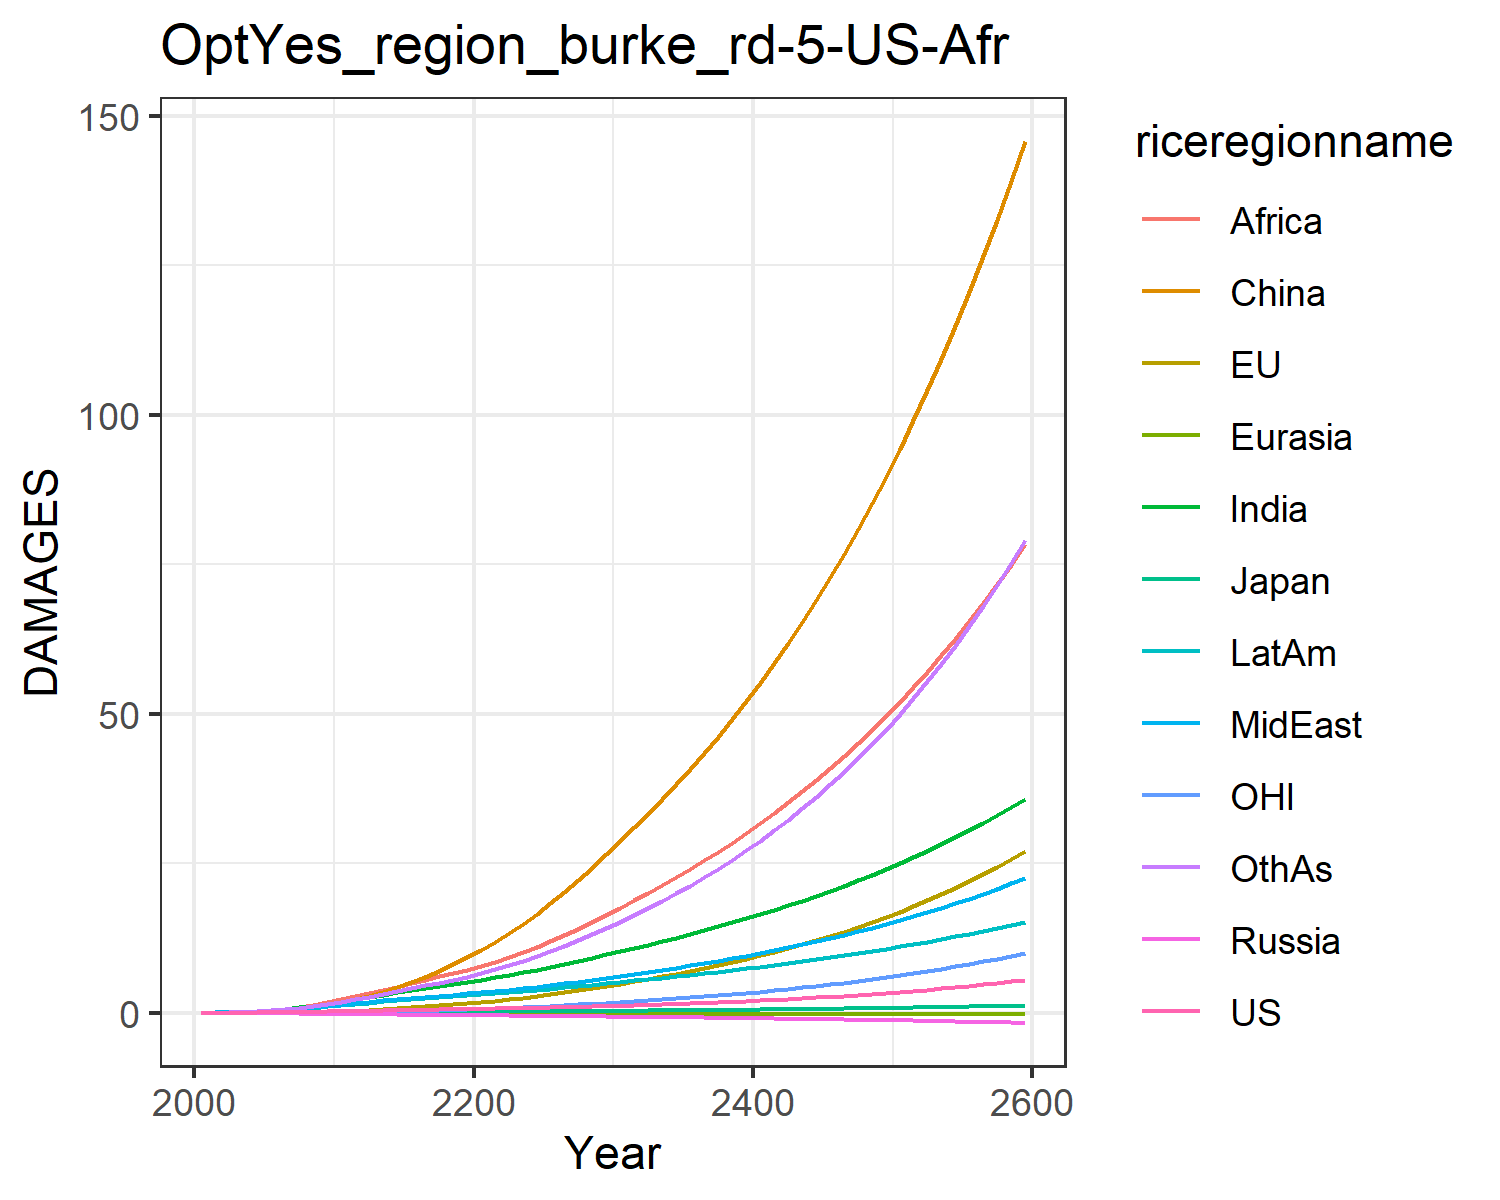 OptYes_region_burke_rd-5-US-Afr
150
100
50
0
DAMAGES
2000
2200
2400
2600
Year
riceregionname
Africa
China
EU
Eurasia
India
Japan
LatAm
MidEast
OHI
OthAs
Russia
US